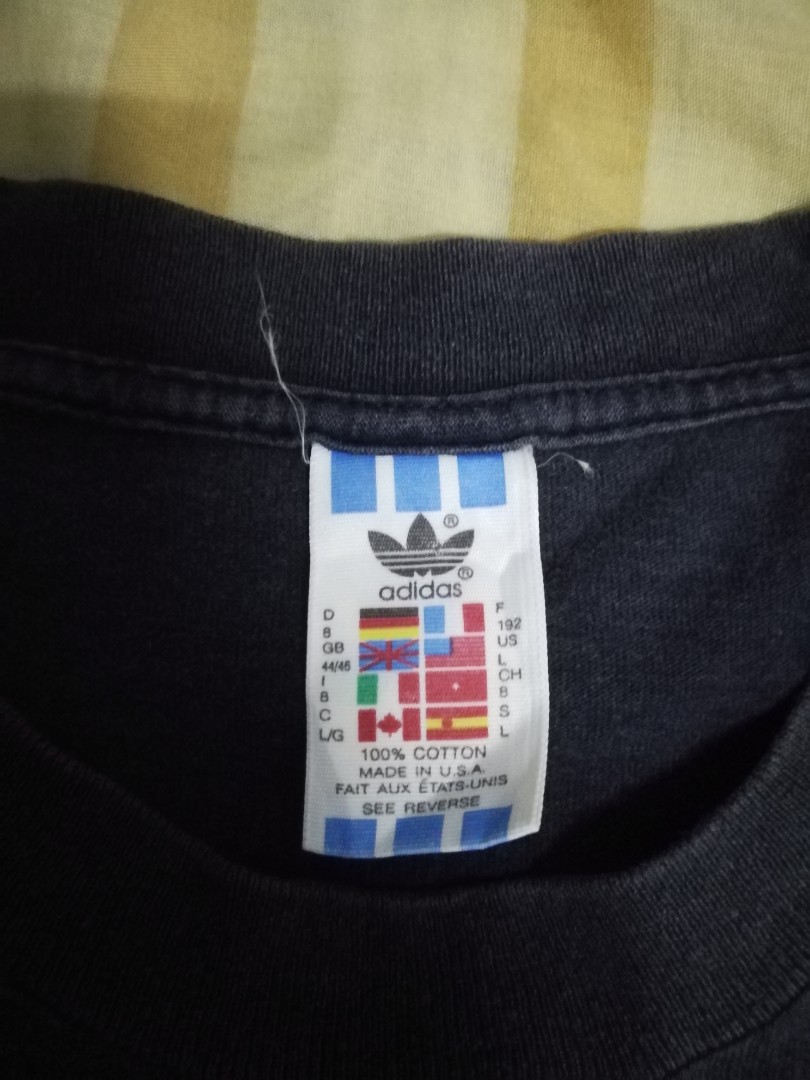 ®
®
adidas
D
8
GB
44/46
I
8
C
L/G
F
192
US
L
CH
8
S
L
100% COTTON
MADE IN U.S.A.
FAIT AUX ÉTATS-UNIS
SEE REVERSE